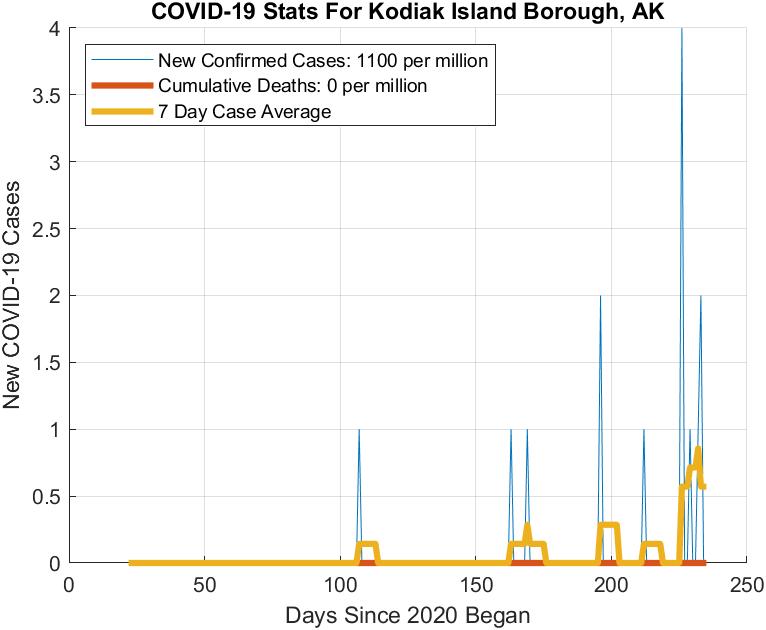 COVID-19 Stats For Kodiak Island Borough, AK
New Confirmed Cases: 1100 per million
Cumulative Deaths: 0 per million
7 Day Case Average
4
3.5
3
2.5
2
1.5
1
0.5
0
New COVID-19 Cases
0 50 100 150 200 250
Days Since 2020 Began